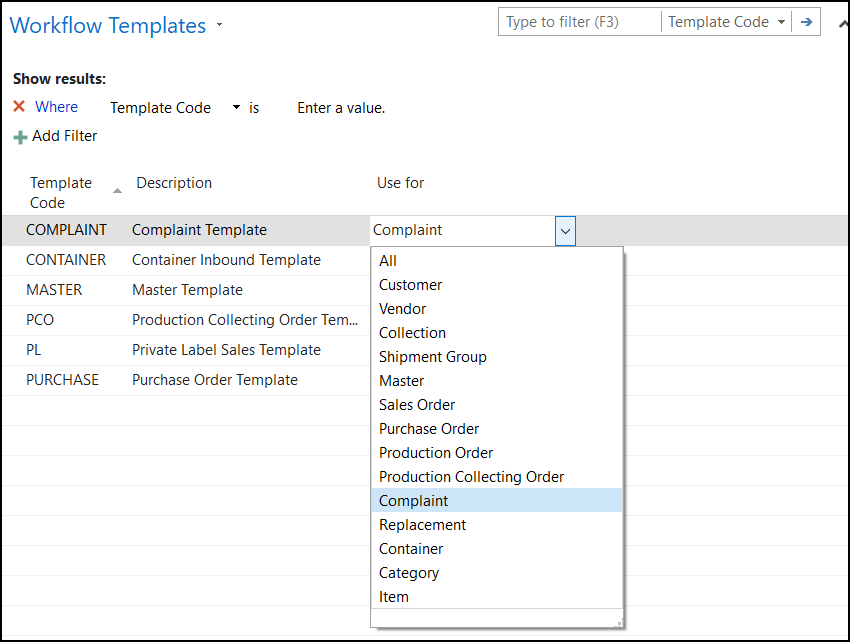 Workflow Templates
Type to filter (F3) Template Code
Show results:
Where Template Code is Enter a value.
Add Filter
Template Code Description Use for
COMPLAINT Complaint Template Complaint
CONTAINER Container Inbound Template
MASTER Master Template
PCO Production Collecting Order Tem...
PL Private Label Sales Template
PURCHASE Purchase Order Template
All
Customer
Vendor
Collection
Shipment Group
Master
Sales Order
Purchase Order
Production Order
Production Collecting Order
Complaint
Replacement
Container
Category
Item